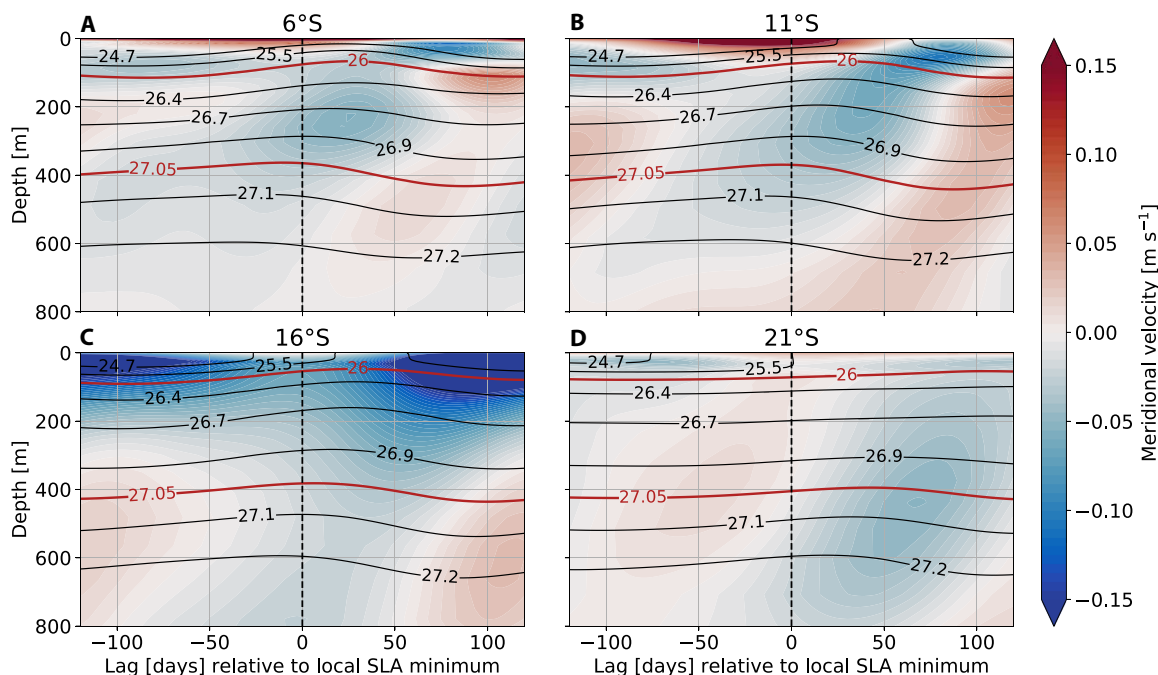 A 6°S
B 11°S
0
200
400
600
800
Depth [m]
24.7 25.5 26
26.4
26.7
26.9
27.05
27.1
27.2
24.7 25.5 26
26.4
26.7
26.9
27.05
27.1
27.2
C 16°S
D 21°S
0
200
400
600
800
Depth [m]
24.7 25.5 26
26.4
26.7
26.9
27.05
27.1
27.2
24.7 25.5 26
26.4
26.7
26.9
27.05
27.1
27.2
−100 −50 0 50 100
−100 −50 0 50 100
Lag [days] relative to local SLA minimum
Lag [days] relative to local SLA minimum
0.15
0.10
0.05
0.00
−0.05
−0.10
−0.15
Meridional velocity [m s⁻¹]